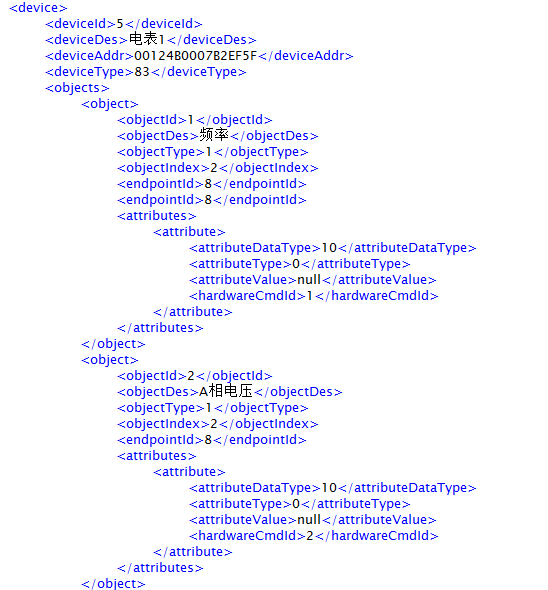 <device>
<deviceId>5</deviceId>
<deviceDes>电表1</deviceDes>
<deviceAddr>00124B0007B2EF5F</deviceAddr>
<deviceType>83</deviceType>
<objects>
<object>
<objectId>1</objectId>
<objectDes>频率</objectDes>
<objectType>1</objectType>
<objectIndex>2</objectIndex>
<endpointId>8</endpointId>
<endpointId>8</endpointId>
<attributes>
<attribute>
<attributeDataType>10</attributeDataType>
<attributeType>0</attributeType>
<attributeValue>null</attributeValue>
<hardwareCmdId>1</hardwareCmdId>
</attribute>
</attributes>
</object>
<object>
<objectId>2</objectId>
<objectDes>A相电压</objectDes>
<objectType>1</objectType>
<objectIndex>2</objectIndex>
<endpointId>8</endpointId>
<attributes>
<attribute>
<attributeDataType>10</attributeDataType>
<attributeType>0</attributeType>
<attributeValue>null</attributeValue>
<hardwareCmdId>2</hardwareCmdId>
</attribute>
</attributes>
</object>